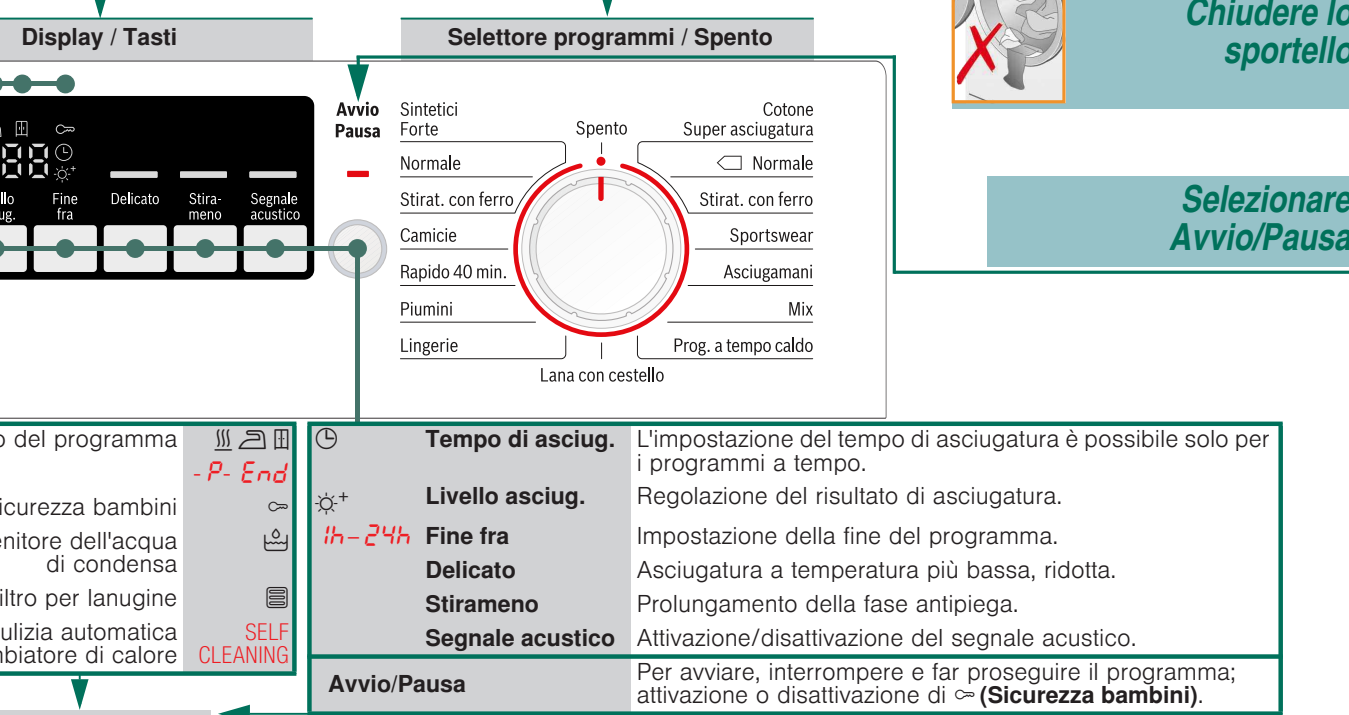 Display / Tasti
Selettore programmi / Spento
Chiudere lo
sportello
Selezionare
Avvio/Pausa
Fine
fra
Delicato
Stira-
meno
Segnale
acustico
Avvio
Pausa
Sintetici
Forte
Normale
Stirat. con ferro
Camicie
Rapido 40 min.
Piumini
Lingerie
Spento
Lana con cestello
Cotone
Super asciugatura
Normale
Stirat. con ferro
Sportswear
Asciugamani
Mix
Prog. a tempo caldo
del programma
-P- End
sicurezza bambini
dell'acqua
di condensa
per lanugine
automatica
di calore
SELF
CLEANING
Tempo di asciug. L'impostazione del tempo di asciugatura è possibile solo per
i programmi a tempo.
Livello asciug. Regolazione del risultato di asciugatura.
1h–24h Fine fra Impostazione della fine del programma.
Delicato Asciugatura a temperatura più bassa, ridotta.
Stirameno Prolungamento della fase antipiega.
Segnale acustico Attivazione/disattivazione del segnale acustico.
Avvio/Pausa Per avviare, interrompere e far proseguire il programma;
attivazione o disattivazione di (Sicurezza bambini).